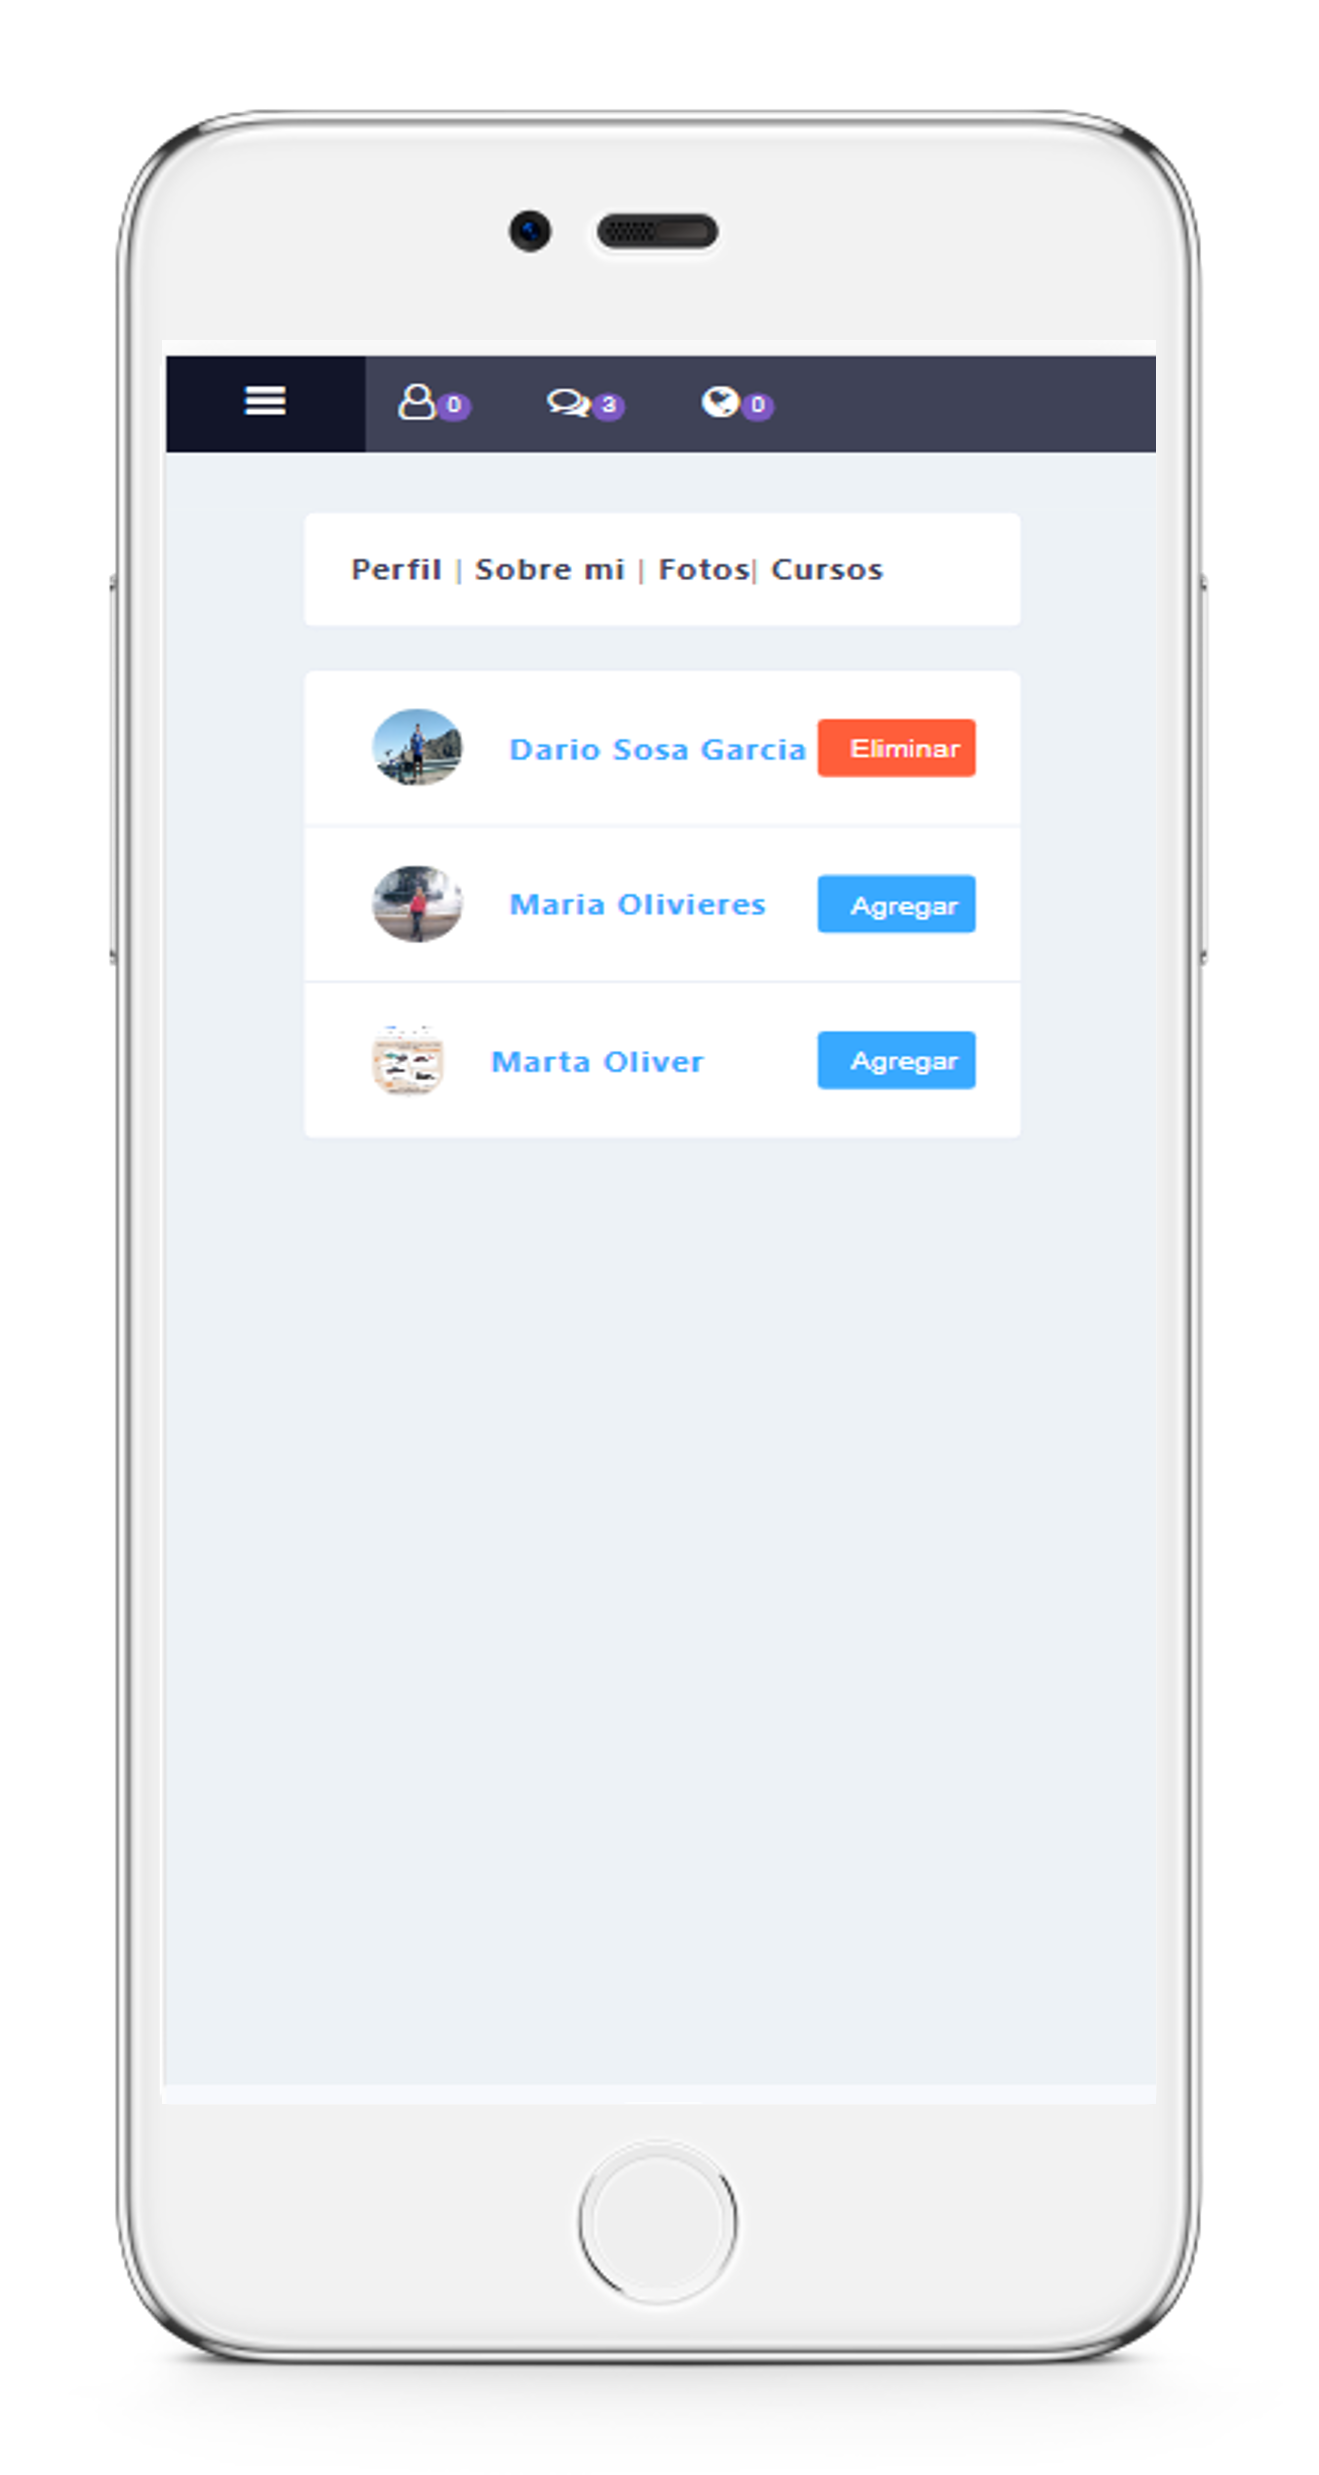 0 3 0
Perfil | Sobre mi | Fotos| Cursos
Dario Sosa Garcia Eliminar
Maria Olivieres Agregar
Marta Oliver Agregar